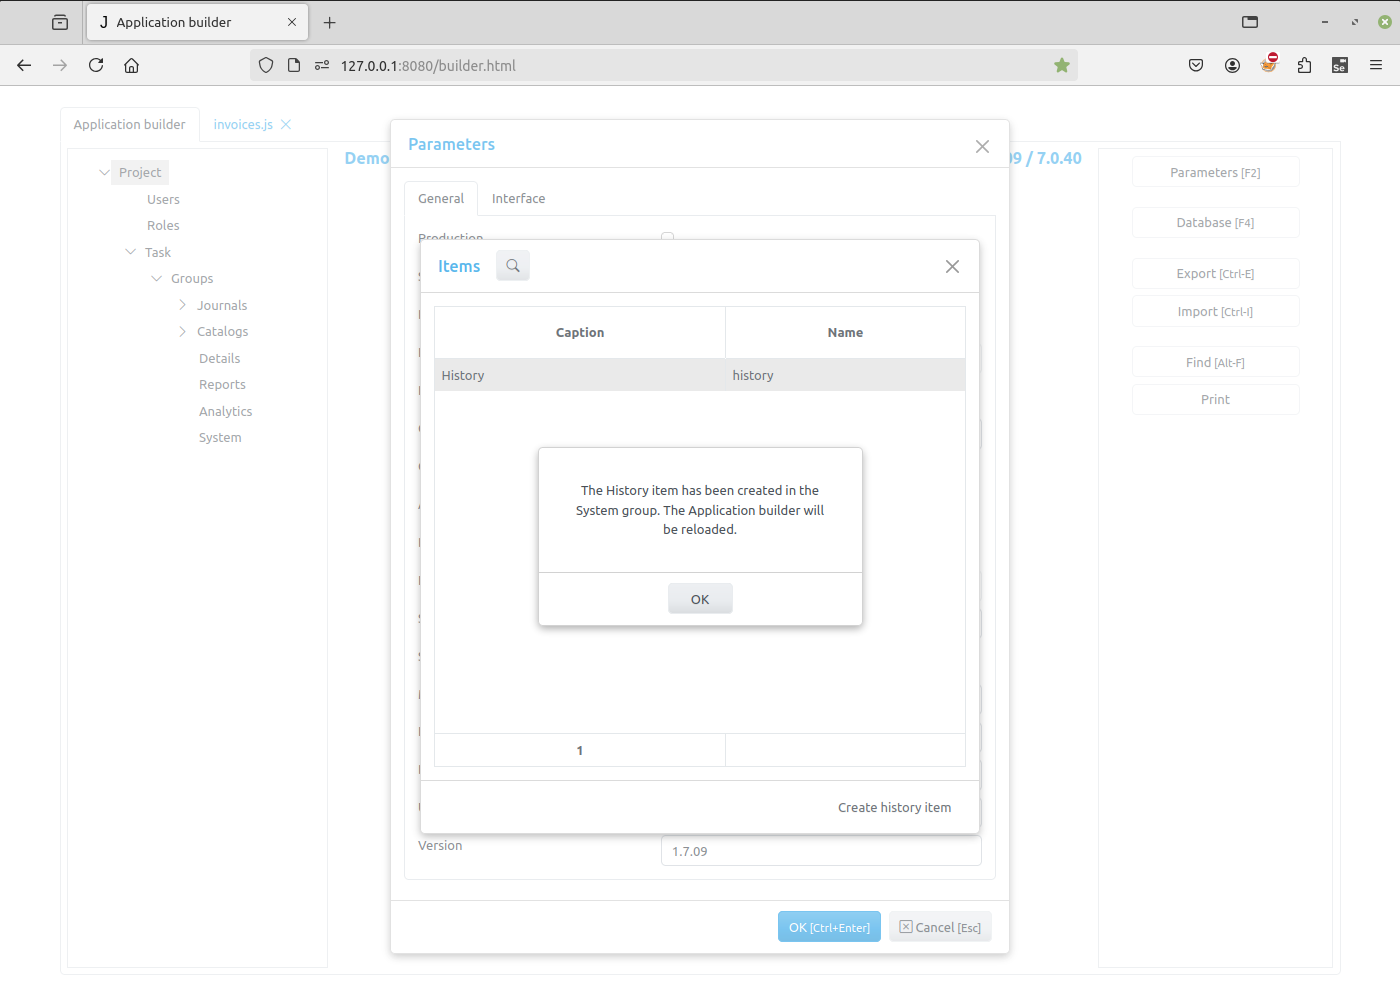 J Application builder
127.0.0.1:8080/builder.html
Application builder
invoices.js
Parameters
Demo
09 / 7.0.40
Project
Users
Roles
Task
Groups
Journals
Catalogs
Details
Reports
Analytics
System
General
Interface
Production
Items
Caption
Name
History
history
The History item has been created in the
System group. The Application builder will
be reloaded.
OK
1
Create history item
Version
1.7.09
OK [Ctrl+Enter]
Cancel [Esc]
Parameters [F2]
Database [F4]
Export [Ctrl-E]
Import [Ctrl-I]
Find [Alt-F]
Print
Se